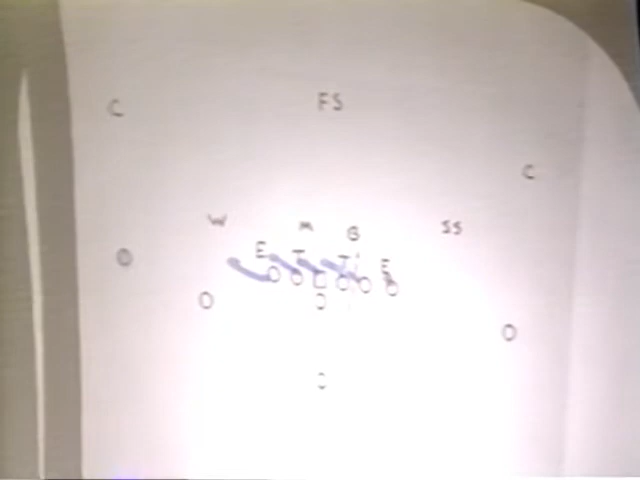 C FS
C
W M B SS
E T T E
O O O O O O O
O O
O
O